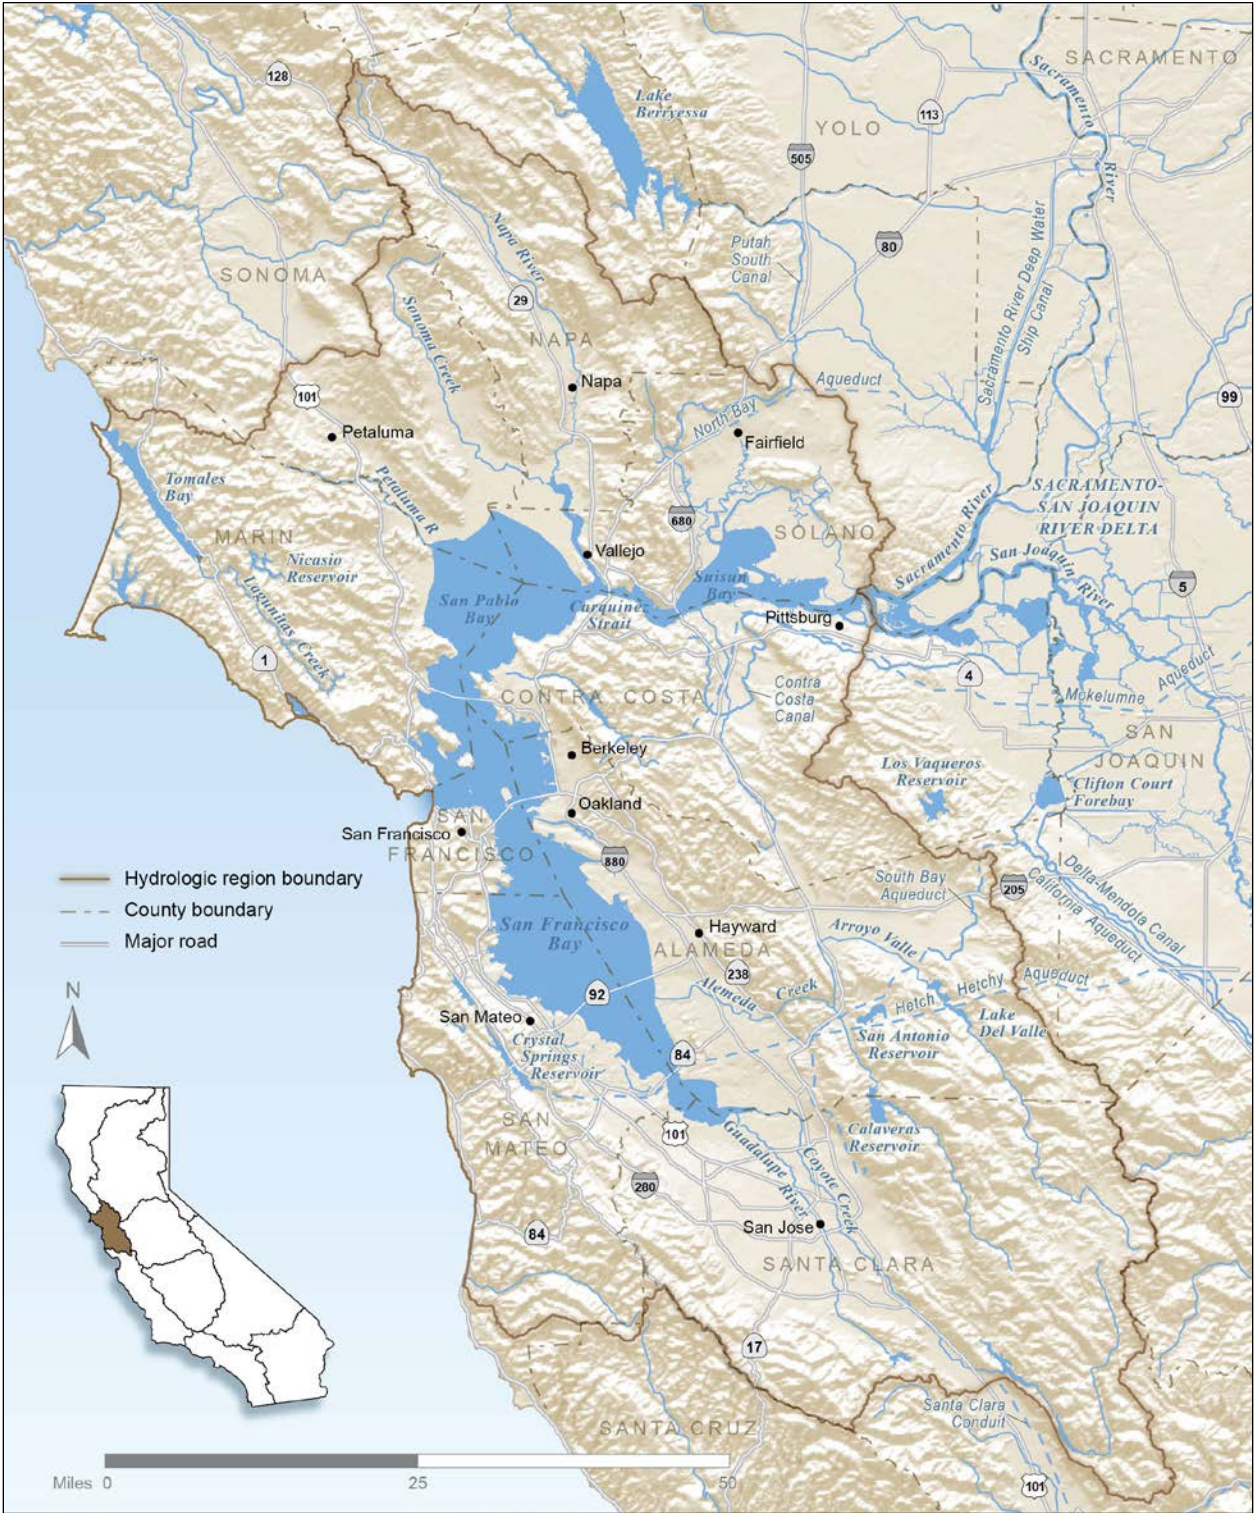 SACRAMENTO
128
Sacramento
River
Lake
Berryessa
113
YOLO
505
Napa River
Putah
South
Canal
80
Sacramento River Deep Water
Ship Canal
SONOMA
29
Sonoma Creek
NAPA
Napa
Aqueduct
North Bay
99
101
Petaluma
Fairfield
Tomales
Bay
Petaluma R
680
Sacramento River
SACRAMENTO-
SAN JOAQUIN
RIVER DELTA
SOLANO
MARIN
Nicasio
Reservoir
Vallejo
San Joaquin River
5
Suisun
Bay
San Pablo
Bay
Carquinez
Strait
Lagunitas Creek
Pittsburg
1
4
Aqueduct
Mokelumne
CONTRA COSTA
Contra
Costa
Canal
SAN
JOAQUIN
Berkeley
Los Vaqueros
Reservoir
Clifton Court
Forebay
Oakland
SAN
FRANCISCO
San Francisco
880
Hydrologic region boundary
County boundary
Major road
South Bay
Aqueduct
205
Delta-Mendota Canal
California Aqueduct
San Francisco
Bay
Hayward
ALAMEDA
Arroyo Valle
238
92
Alemeda Creek
Hetch Hetchy Aqueduct
N
San Mateo
Crystal
Springs
Reservoir
San Antonio
Reservoir
Lake
Del Valle
84
SAN
MATEO
101
Calaveras
Reservoir
Guadalupe River
Coyote Creek
280
San Jose
84
SANTA CLARA
17
Santa Clara
Conduit
SANTA CRUZ
Miles 0 25 50
101